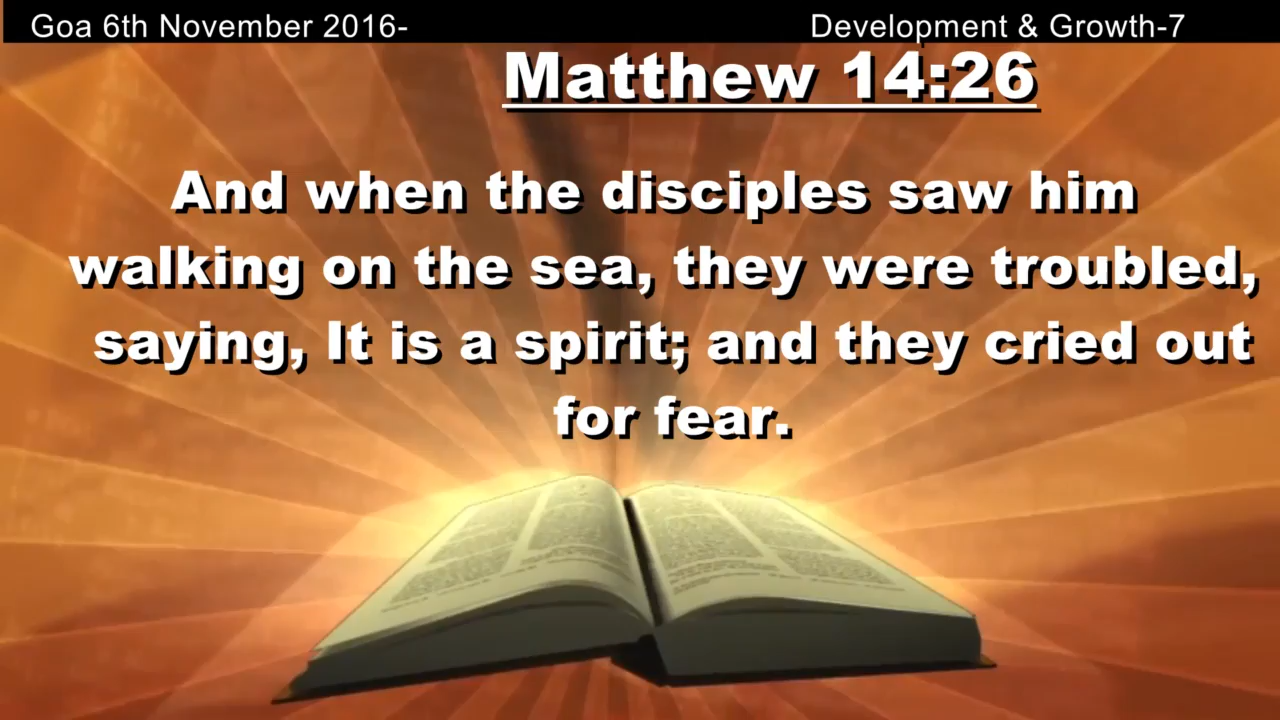 Goa 6th November 2016- Development & Growth-7
Matthew 14:26
And when the disciples saw him
walking on the sea, they were troubled,
saying, It is a spirit; and they cried out
for fear.